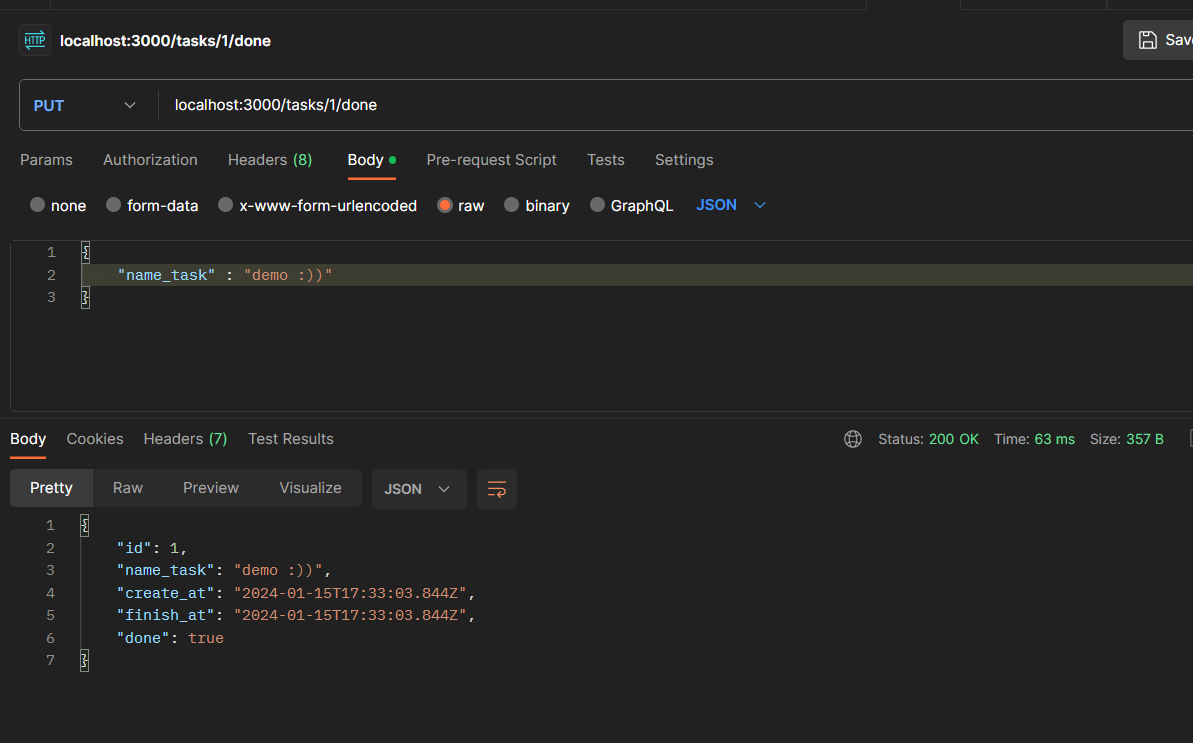 HTTP localhost:3000/tasks/1/done
PUT localhost:3000/tasks/1/done
Params Authorization Headers (8) Body Pre-request Script Tests Settings
none form-data x-www-form-urlencoded raw binary GraphQL JSON
1 {
2 "name_task" : "demo :))"
3 }
Body Cookies Headers (7) Test Results Status: 200 OK Time: 63 ms Size: 357 B
Pretty Raw Preview Visualize JSON
1 {
2 "id": 1,
3 "name_task": "demo :))",
4 "create_at": "2024-01-15T17:33:03.844Z",
5 "finish_at": "2024-01-15T17:33:03.844Z",
6 "done": true
7 }